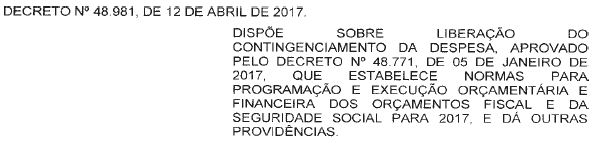 DECRETO Nº 48.981, DE 12 DE ABRIL DE 2017.
DISPÕE SOBRE LIBERAÇÃO DO
CONTINGENCIAMENTO DA DESPESA, APROVADO
PELO DECRETO Nº 48.771, DE 05 DE JANEIRO DE
2017, QUE ESTABELECE NORMAS PARA
PROGRAMAÇÃO E EXECUÇÃO ORÇAMENTÁRIA E
FINANCEIRA DOS ORÇAMENTOS FISCAL E DA
SEGURIDADE SOCIAL PARA 2017, E DÁ OUTRAS
PROVIDÊNCIAS.